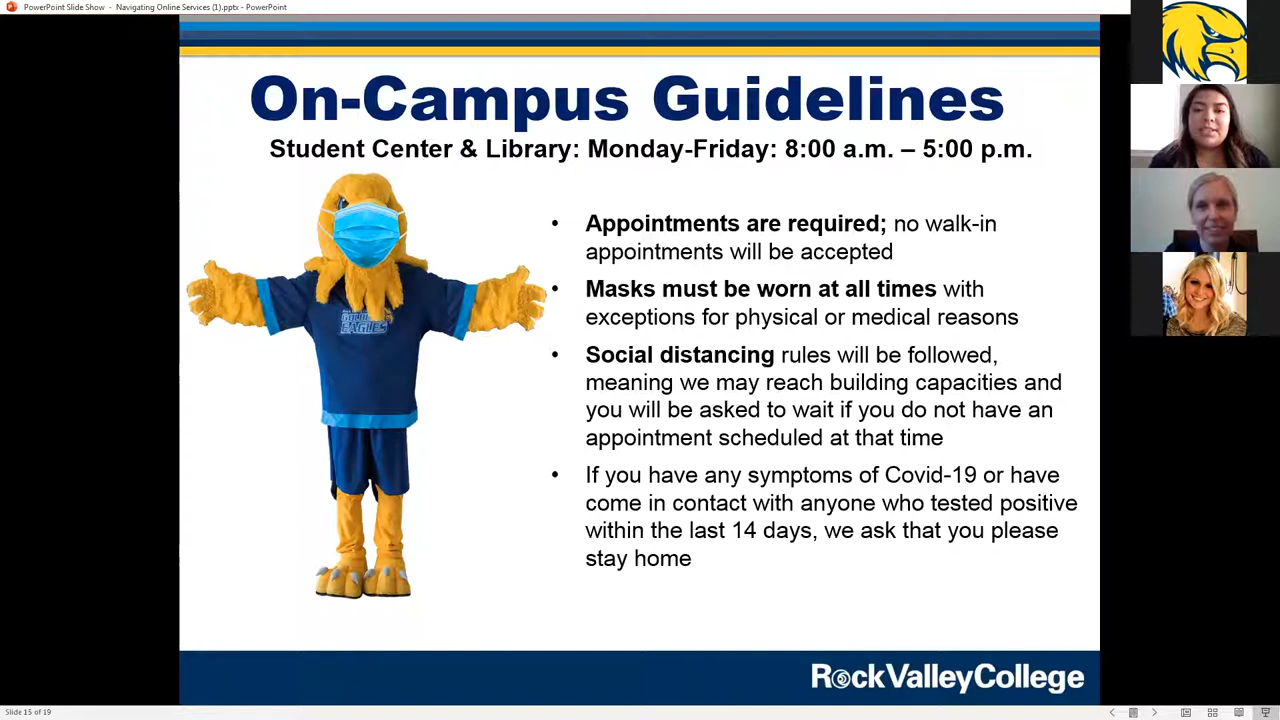 PowerPoint Slide Show - Navigating Online Services (1).pptx - PowerPoint
On-Campus Guidelines
Student Center & Library: Monday-Friday: 8:00 a.m. – 5:00 p.m.
• Appointments are required; no walk-in
appointments will be accepted
• Masks must be worn at all times with
exceptions for physical or medical reasons
• Social distancing rules will be followed,
meaning we may reach building capacities and
you will be asked to wait if you do not have an
appointment scheduled at that time
• If you have any symptoms of Covid-19 or have
come in contact with anyone who tested positive
within the last 14 days, we ask that you please
stay home
GOLDEN
EAGLES
RockValleyCollege
Slide 15 of 19